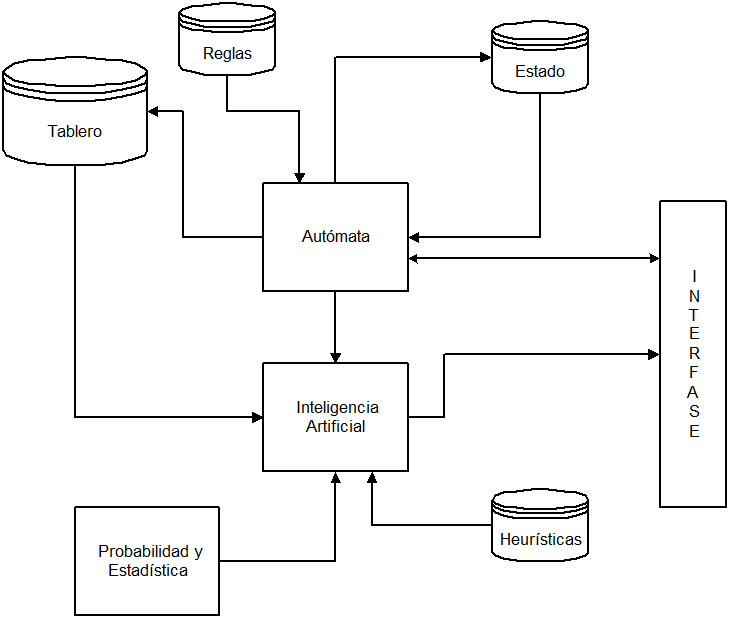 Reglas
Estado
Tablero
Autómata
I
N
T
E
R
F
A
S
E
Inteligencia
Artificial
Heurísticas
Probabilidad y
Estadística